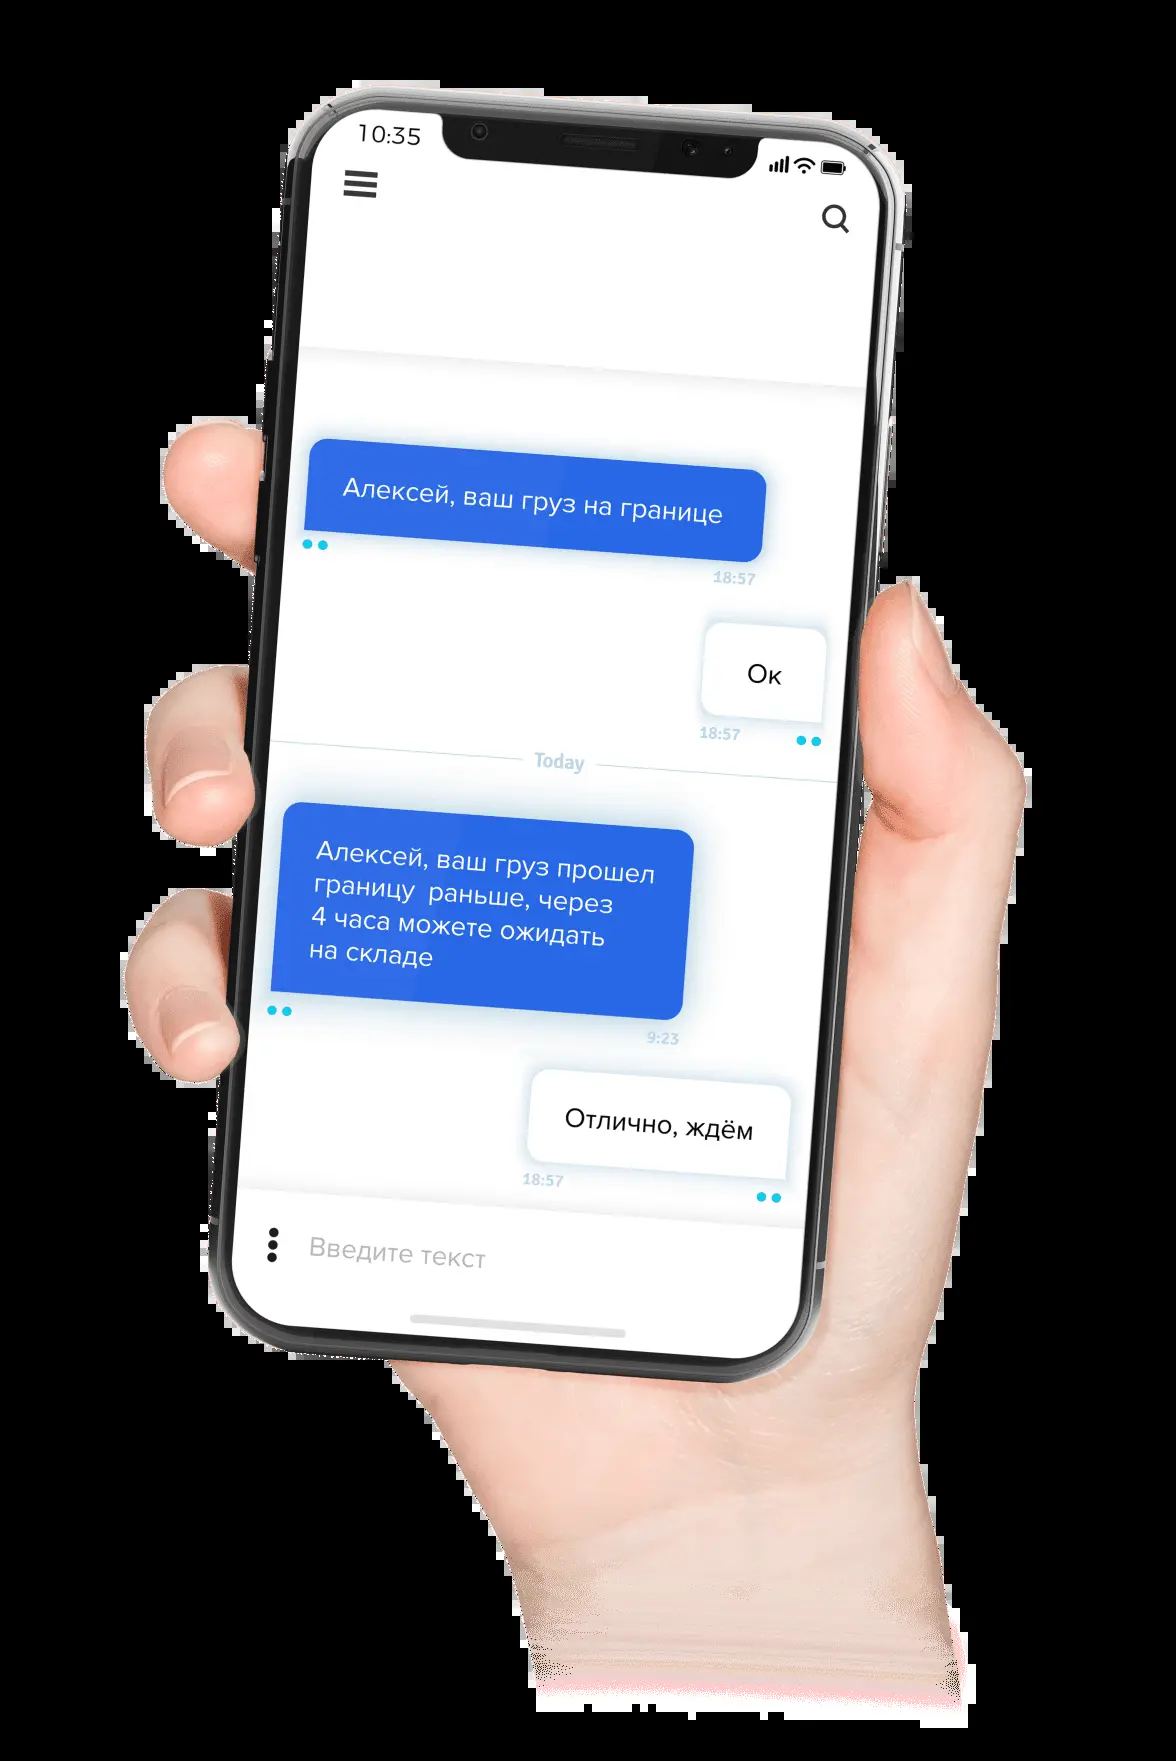 10:35
Алексей, ваш груз на границе
18:57
Ок
18:57
Today
Алексей, ваш груз прошел
границу  раньше, через
4 часа можете ожидать
на складе
9:23
Отлично, ждём
18:57
Введите текст